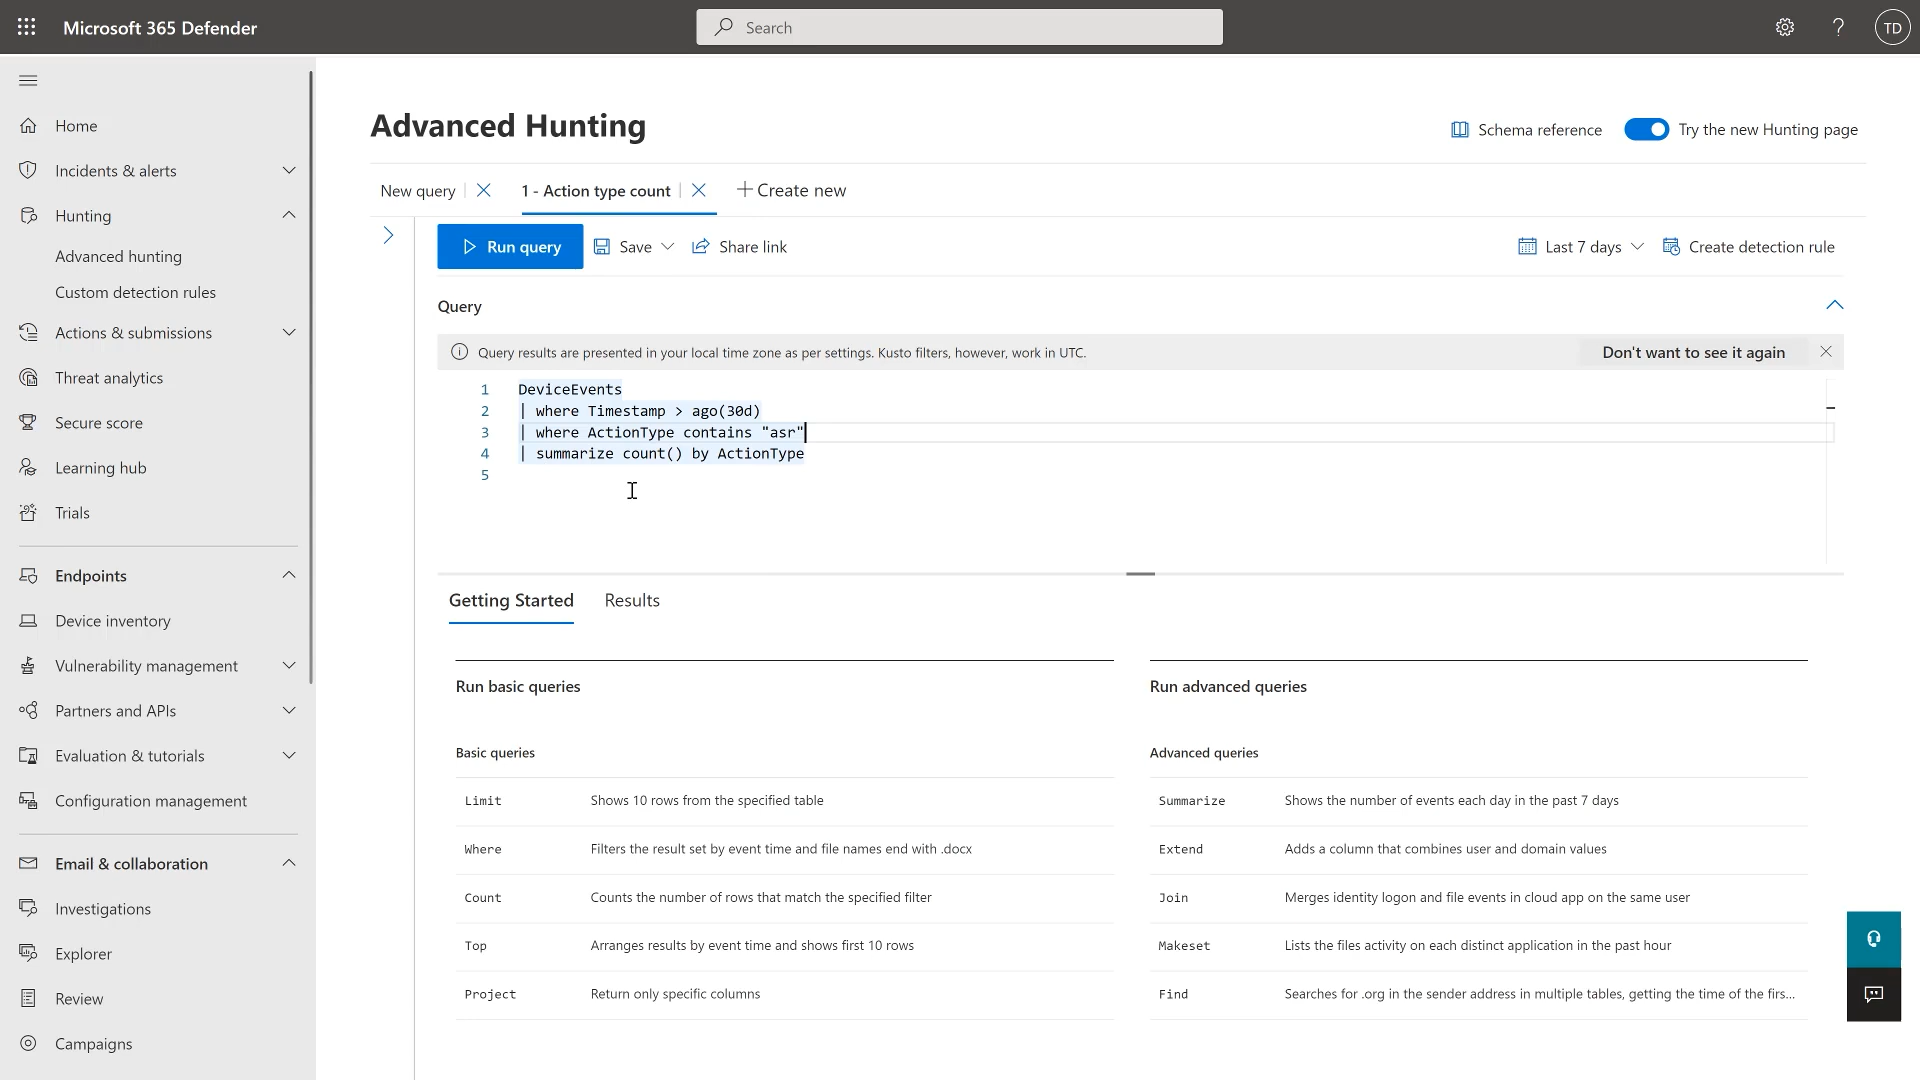 Microsoft 365 Defender
Search
TD
Home
Incidents & alerts
Hunting
Advanced hunting
Custom detection rules
Actions & submissions
Threat analytics
Secure score
Learning hub
Trials
Endpoints
Device inventory
Vulnerability management
Partners and APIs
Evaluation & tutorials
Configuration management
Email & collaboration
Investigations
Explorer
Review
Campaigns
Advanced Hunting
Schema reference
Try the new Hunting page
New query
1 - Action type count
Create new
Run query
Save
Share link
Last 7 days
Create detection rule
Query
Query results are presented in your local time zone as per settings. Kusto filters, however, work in UTC.
Don't want to see it again
1 DeviceEvents
2 | where Timestamp > ago(30d)
3 | where ActionType contains "asr"
4 | summarize count() by ActionType
5
Getting Started
Results
Run basic queries
Basic queries
Limit Shows 10 rows from the specified table
Where Filters the result set by event time and file names end with .docx
Count Counts the number of rows that match the specified filter
Top Arranges results by event time and shows first 10 rows
Project Return only specific columns
Run advanced queries
Advanced queries
Summarize Shows the number of events each day in the past 7 days
Extend Adds a column that combines user and domain values
Join Merges identity logon and file events in cloud app on the same user
Makeset Lists the files activity on each distinct application in the past hour
Find Searches for .org in the sender address in multiple tables, getting the time of the firs...